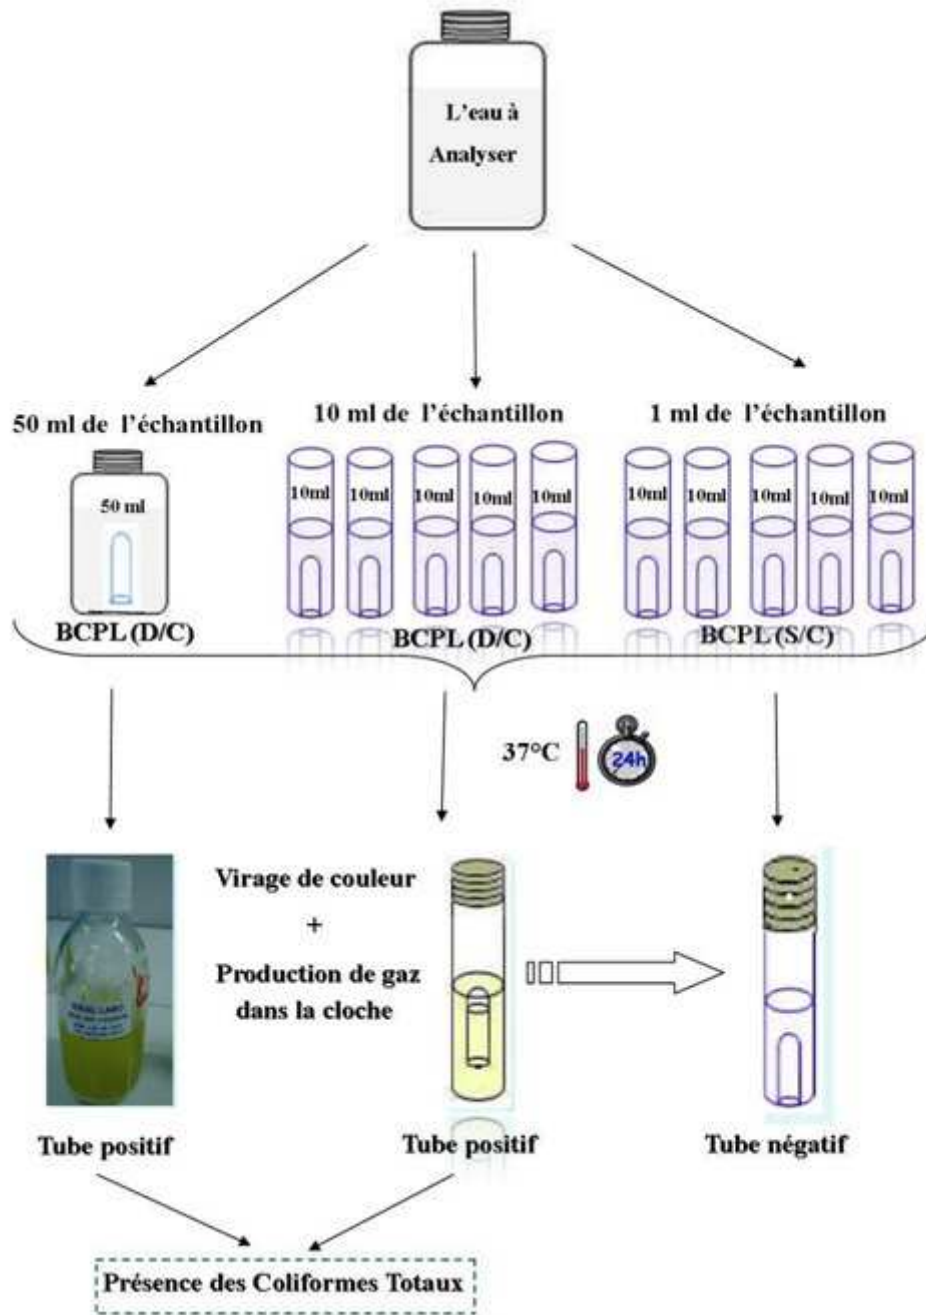 L'eau à
Analyser
50 ml de l'échantillon
10 ml de l'échantillon
1 ml de l'échantillon
50 ml
10ml 10ml 10ml 10ml 10ml
10ml 10ml 10ml 10ml 10ml
BCPL (D/C)
BCPL (D/C)
BCPL (S/C)
37°C
24h
Virage de couleur
+
Production de gaz
dans la cloche
Tube positif
Tube positif
Tube négatif
Présence des Coliformes Totaux